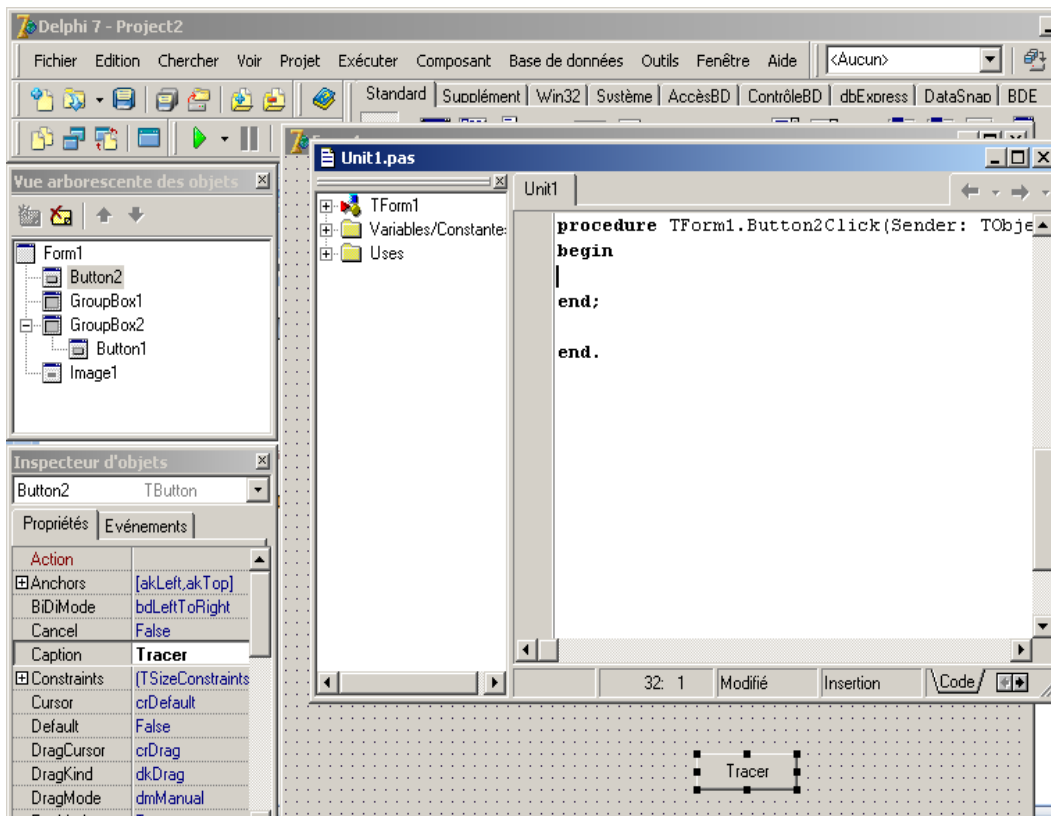 Delphi 7 - Project2
Fichier Edition Chercher Voir Projet Exécuter Composant Base de données Outils Fenêtre Aide <Aucun>
Standard Supplément Win32 Système AccèsBD ContrôleBD dbExpress DataSnap BDE
Vue arborescente des objets
Form1
Button2
GroupBox1
GroupBox2
Button1
Image1
Inspecteur d'objets
Button2 TButton
Propriétés Evénements
Action
Anchors [akLeft,akTop]
BiDiMode bdLeftToRight
Cancel False
Caption Tracer
Constraints (TSizeConstraints
Cursor crDefault
Default False
DragCursor crDrag
DragKind dkDrag
DragMode dmManual
Unit1.pas
TForm1
Variables/Constante
Uses
Unit1
procedure TForm1.Button2Click(Sender: TObje
begin
end;
end.
32: 1 Modifié Insertion Code
Tracer